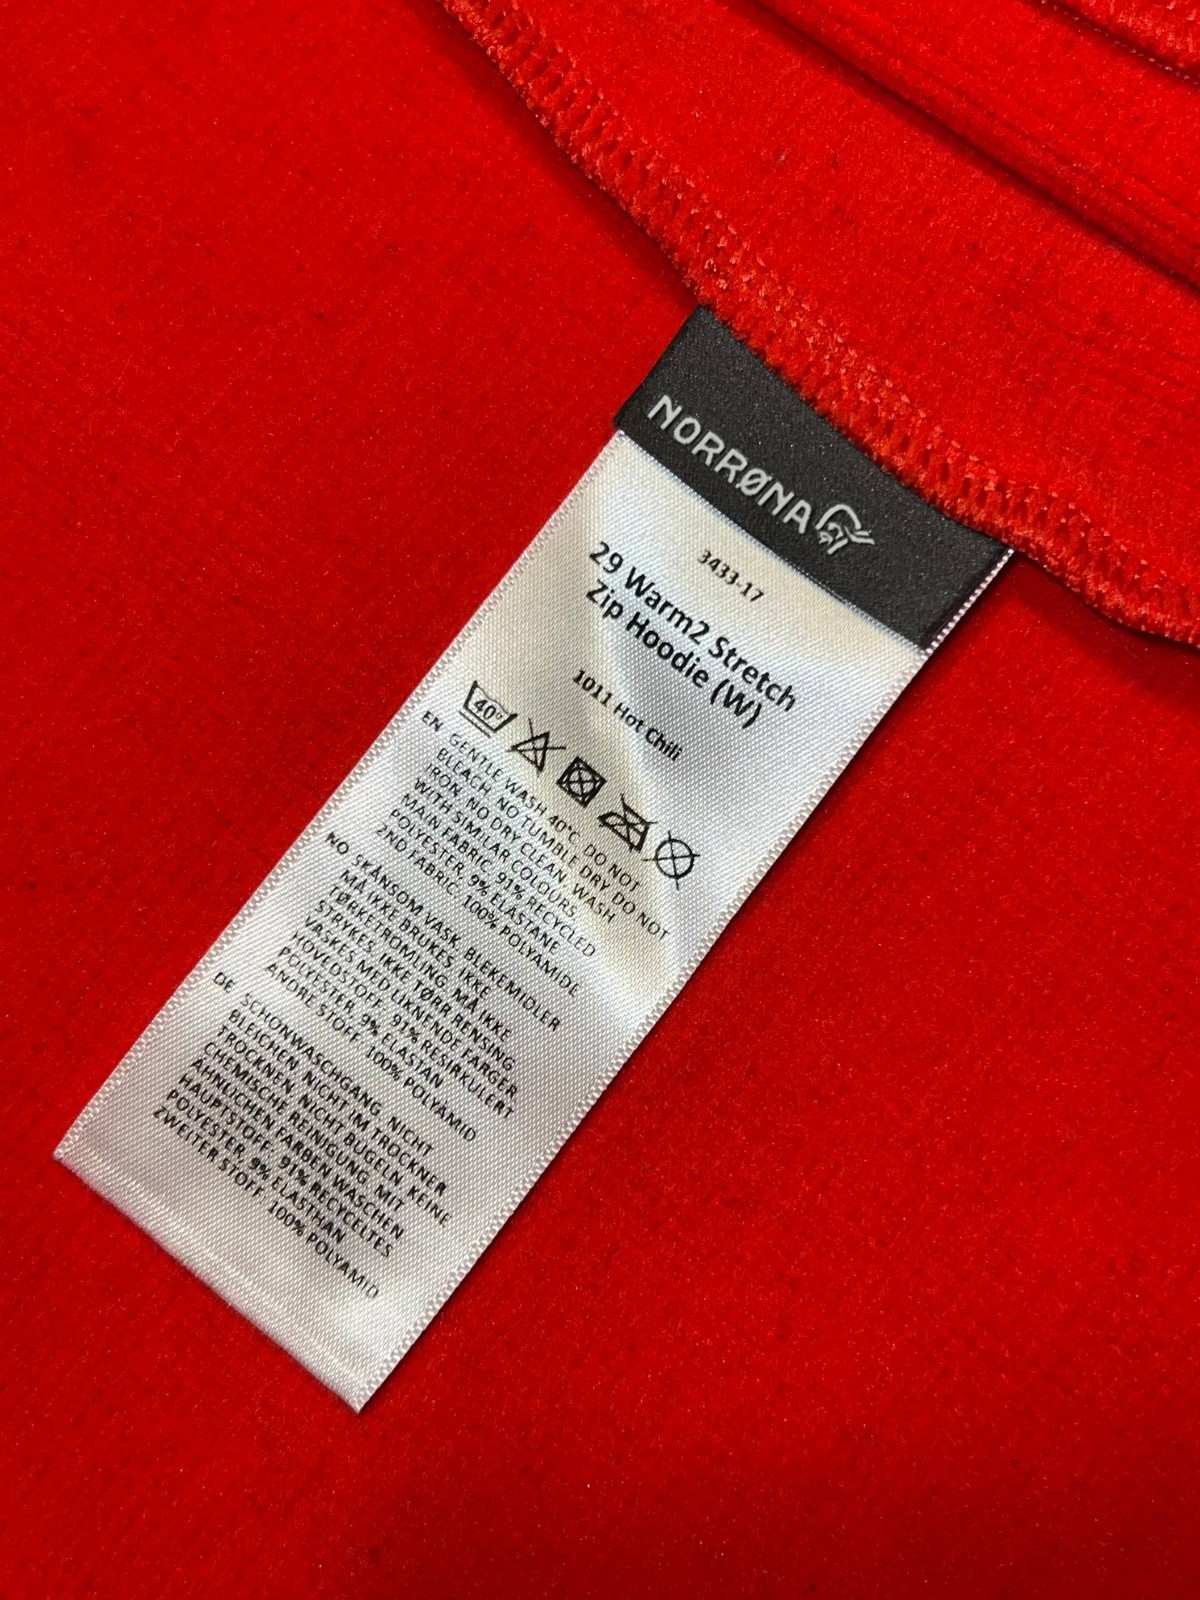 NORRØNA
3433-17
29 Warm2 Stretch
Zip Hoodie (W)
1011 Hot Chili
40°
EN GENTLE WASH 40°C. DO NOT
BLEACH. NO TUMBLE DRY. DO NOT
IRON. NO DRY CLEAN. WASH
WITH SIMILAR COLOURS.
MAIN FABRIC: 91% RECYCLED
POLYESTER, 9% ELASTANE
2ND FABRIC: 100% POLYAMIDE
NO SKÅNSOM VASK. BLEKEMIDLER
MÅ IKKE BRUKES. IKKE
TØRKETROMLING. MÅ IKKE
STRYKES. IKKE TØRR RENSING.
VASKES MED LIKNENDE FARGER.
HOVEDSTOFF: 91% RESIRKULERT
POLYESTER, 9% ELASTAN
ANDRE STOFF 100% POLYAMID
DE SCHONWASCHGANG. NICHT
BLEICHEN. NICHT IM TROCKNER
TROCKNEN. NICHT BÜGELN. KEINE
CHEMISCHE REINIGUNG. MIT
ÄHNLICHEN FARBEN WASCHEN
HAUPTSTOFF: 91% RECYCELTES
POLYESTER, 9% ELASTHAN
ZWEITER STOFF 100% POLYAMID